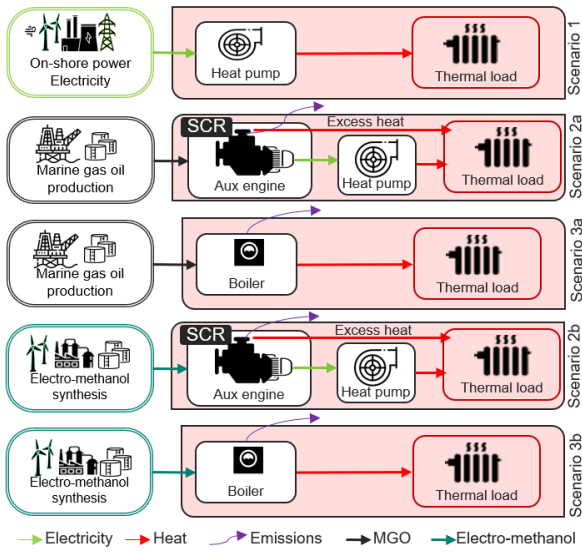 On-shore power
Electricity
Heat pump
Thermal load
Scenario 1
SCR
Excess heat
Marine gas oil
production
Aux engine
Heat pump
Thermal load
Scenario 2a
Marine gas oil
production
Boiler
Thermal load
Scenario 3a
SCR
Excess heat
Electro-methanol
synthesis
Aux engine
Heat pump
Thermal load
Scenario 2b
Electro-methanol
synthesis
Boiler
Thermal load
Scenario 3b
Electricity
Heat
Emissions
MGO
Electro-methanol